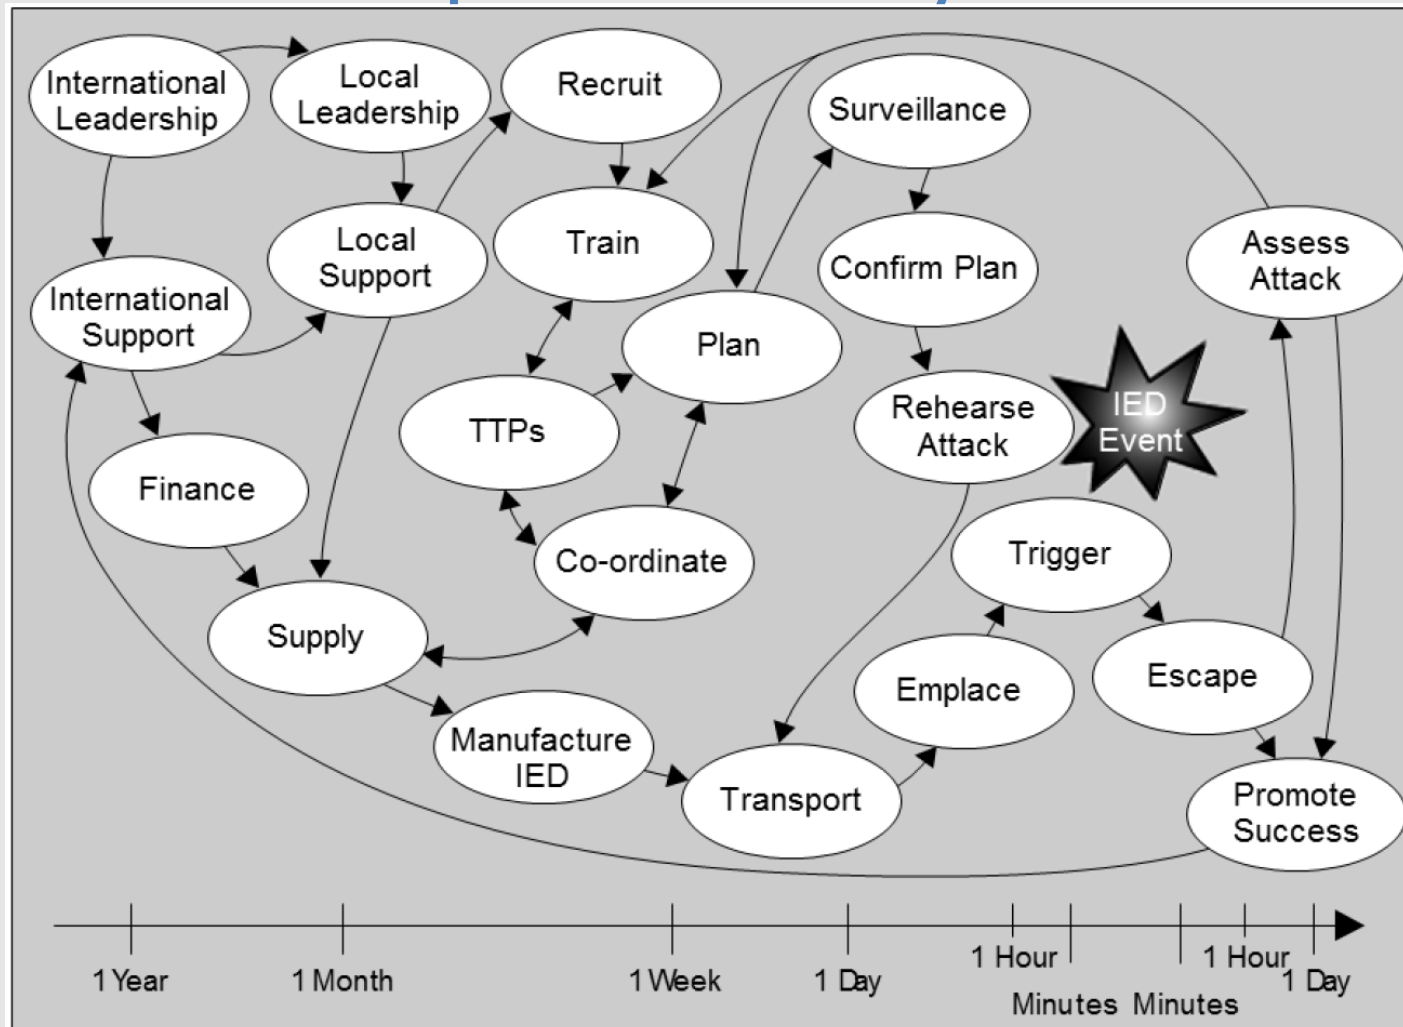 International
Leadership
Local
Leadership
Recruit
Surveillance
Local
Support
Train
Confirm Plan
Assess
Attack
International
Support
Plan
Rehearse
Attack
IED
Event
TTPs
Finance
Co-ordinate
Trigger
Supply
Emplace
Escape
Manufacture
IED
Transport
Promote
Success
1 Year
1 Month
1 Week
1 Day
1 Hour
Minutes
Minutes
1 Hour
1 Day